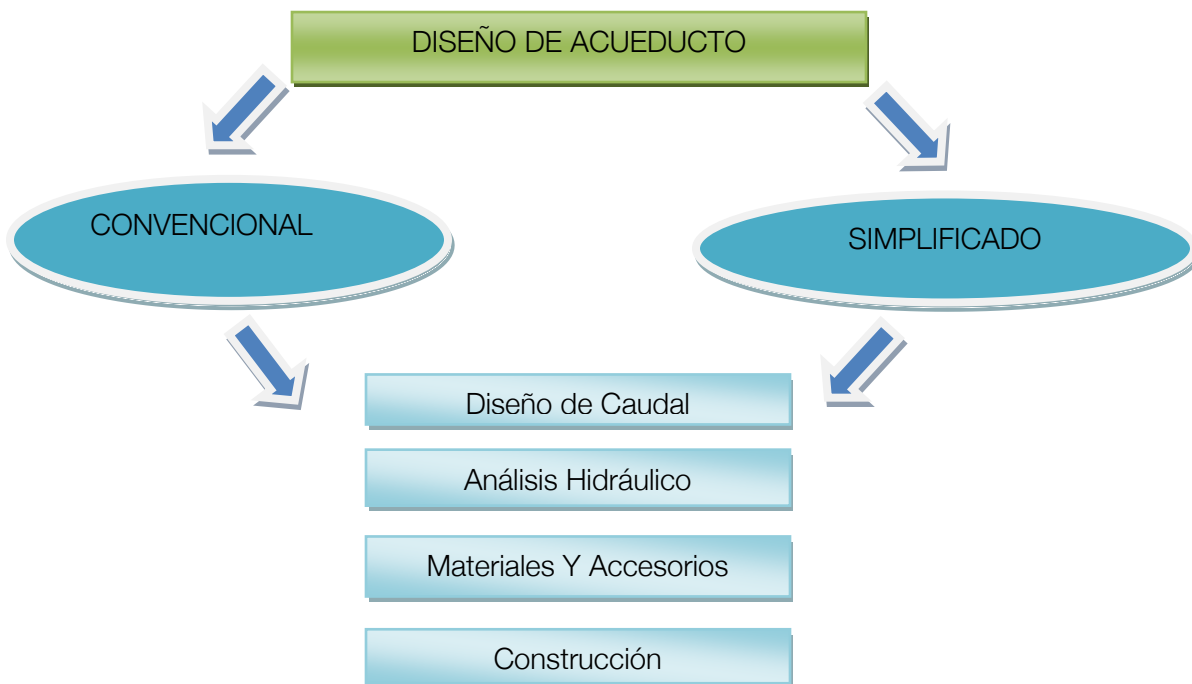 DISEÑO DE ACUEDUCTO
CONVENCIONAL
SIMPLIFICADO
Diseño de Caudal
Análisis Hidráulico
Materiales Y Accesorios
Construcción